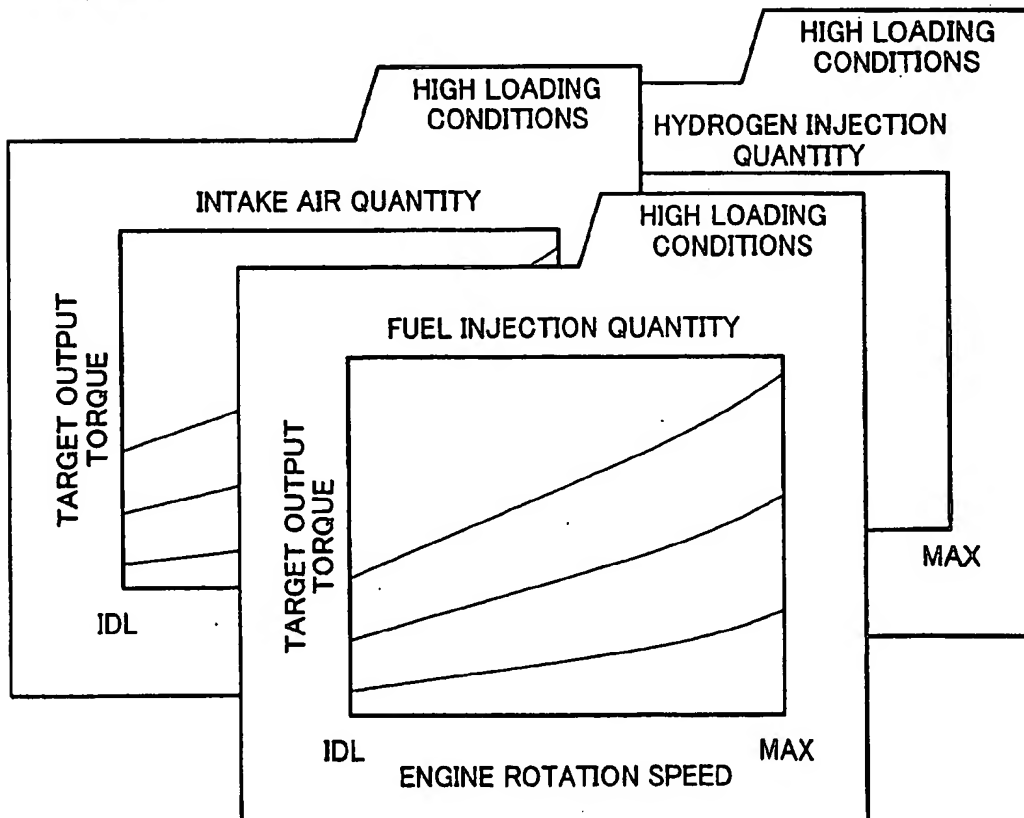 HIGH LOADING
CONDITIONS
HYDROGEN INJECTION
QUANTITY
MAX
HIGH LOADING
CONDITIONS
INTAKE AIR QUANTITY
TARGET OUTPUT
TORQUE
IDL
HIGH LOADING
CONDITIONS
FUEL INJECTION QUANTITY
TARGET OUTPUT
TORQUE
IDL
MAX
ENGINE ROTATION SPEED